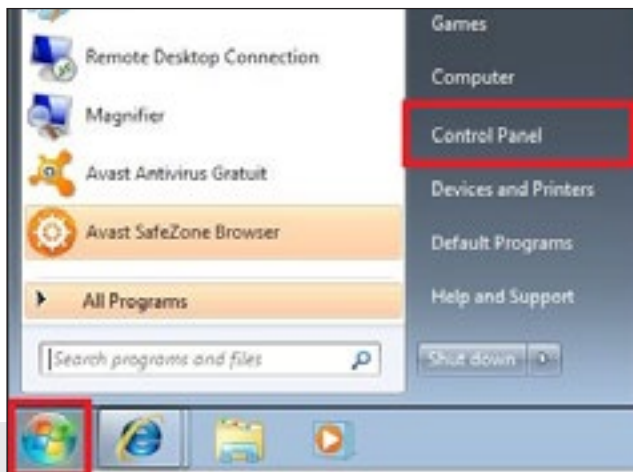 Remote Desktop Connection
Magnifier
Avast Antivirus Gratuit
Avast SafeZone Browser
All Programs
Search programs and files
Games
Computer
Control Panel
Devices and Printers
Default Programs
Help and Support
Shut down